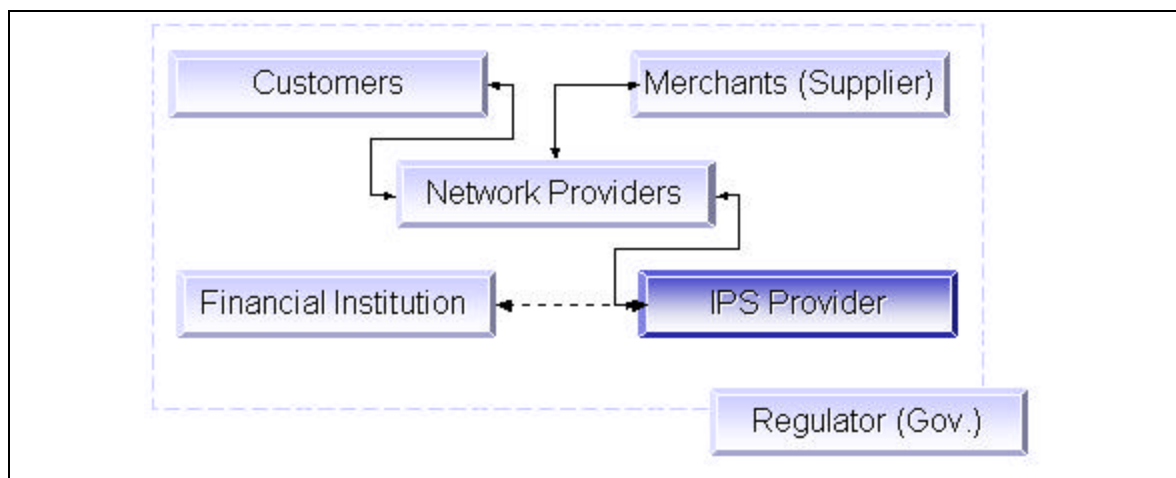 Customers
Merchants (Supplier)
Network Providers
Financial Institution
IPS Provider
Regulator (Gov.)